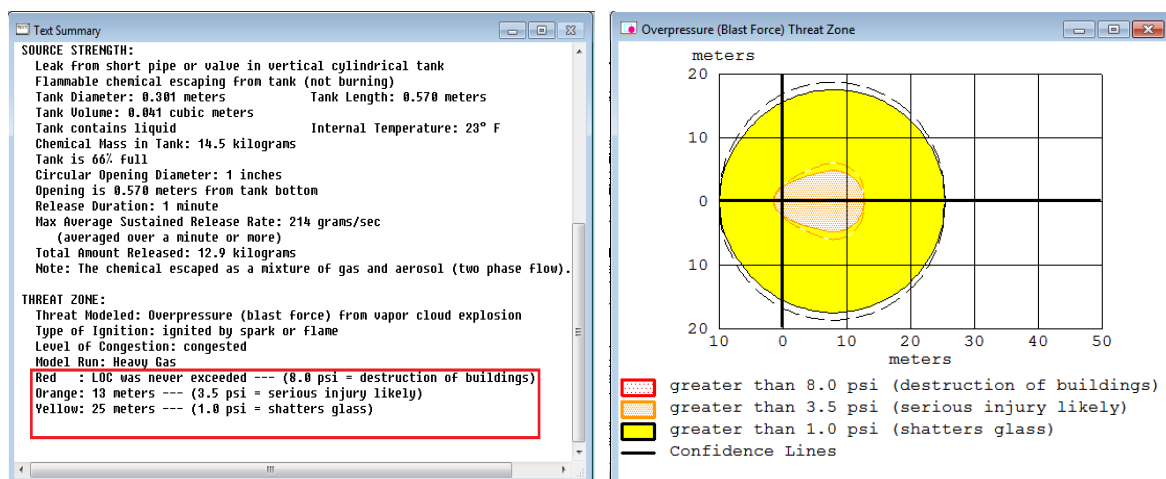 Text Summary
SOURCE STRENGTH:
Leak from short pipe or valve in vertical cylindrical tank
Flammable chemical escaping from tank (not burning)
Tank Diameter: 0.301 meters Tank Length: 0.570 meters
Tank Volume: 0.041 cubic meters
Tank contains liquid Internal Temperature: 23° F
Chemical Mass in Tank: 14.5 kilograms
Tank is 66% full
Circular Opening Diameter: 1 inches
Opening is 0.570 meters from tank bottom
Release Duration: 1 minute
Max Average Sustained Release Rate: 214 grams/sec
(averaged over a minute or more)
Total Amount Released: 12.9 kilograms
Note: The chemical escaped as a mixture of gas and aerosol (two phase flow).
THREAT ZONE:
Threat Modeled: Overpressure (blast force) from vapor cloud explosion
Type of Ignition: ignited by spark or flame
Level of Congestion: congested
Model Run: Heavy Gas
Red : LOC was never exceeded --- (8.0 psi = destruction of buildings)
Orange: 13 meters --- (3.5 psi = serious injury likely)
Yellow: 25 meters --- (1.0 psi = shatters glass)
Overpressure (Blast Force) Threat Zone
meters
20
10
0
10
20
10 0 10 20 30 40 50
meters
greater than 8.0 psi (destruction of buildings)
greater than 3.5 psi (serious injury likely)
greater than 1.0 psi (shatters glass)
Confidence Lines